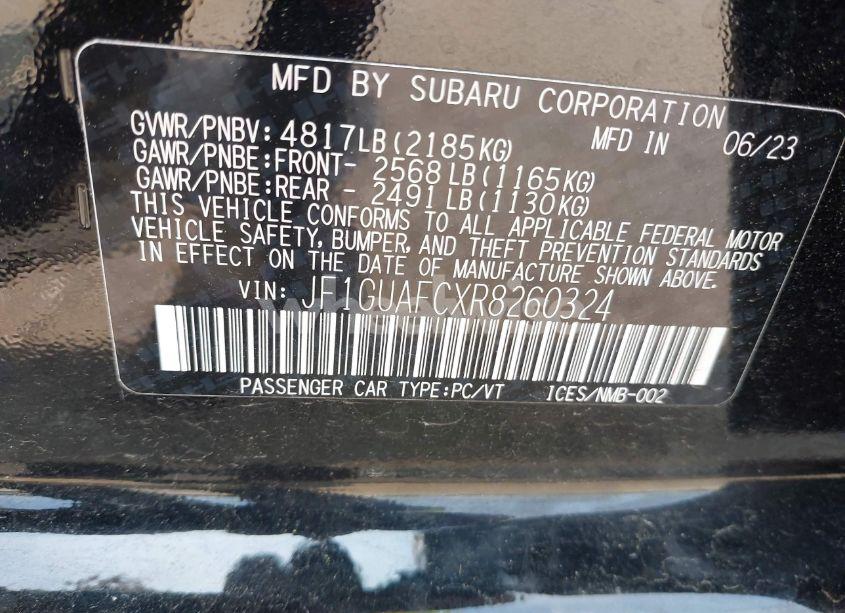 MFD BY SUBARU CORPORATION
GVWR/PNBV: 4817LB(2185KG) MFD IN 06/23
GAWR/PNBE:FRONT- 2568LB(1165KG)
GAWR/PNBE:REAR - 2491LB(1130KG)
THIS VEHICLE CONFORMS TO ALL APPLICABLE FEDERAL MOTOR
VEHICLE SAFETY, BUMPER, AND THEFT PREVENTION STANDARDS
IN EFFECT ON THE DATE OF MANUFACTURE SHOWN ABOVE.
VIN: JF1GUAFCXR8260324
PASSENGER CAR TYPE:PC/VT ICES/NMB-002